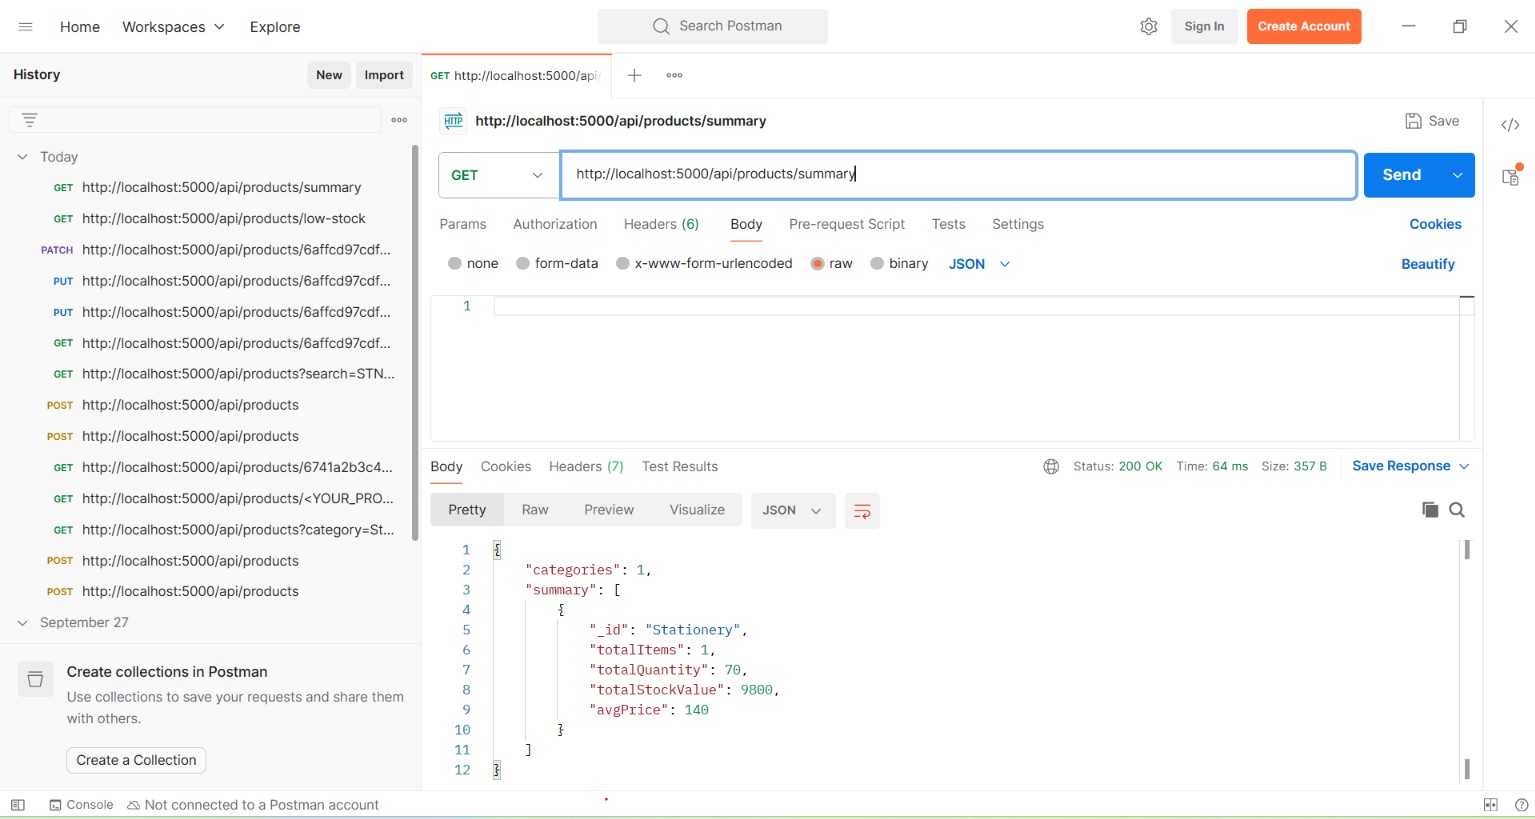 Home Workspaces Explore Search Postman Sign In Create Account
History New Import GET http://localhost:5000/api/
HTTP http://localhost:5000/api/products/summary Save
Today
GET http://localhost:5000/api/products/summary
GET http://localhost:5000/api/products/low-stock
PATCH http://localhost:5000/api/products/6affcd97cdf...
PUT http://localhost:5000/api/products/6affcd97cdf...
PUT http://localhost:5000/api/products/6affcd97cdf...
GET http://localhost:5000/api/products/6affcd97cdf...
GET http://localhost:5000/api/products?search=STN...
POST http://localhost:5000/api/products
POST http://localhost:5000/api/products
GET http://localhost:5000/api/products/6741a2b3c4...
GET http://localhost:5000/api/products/<YOUR_PRO...
GET http://localhost:5000/api/products?category=St...
POST http://localhost:5000/api/products
POST http://localhost:5000/api/products
September 27
Create collections in Postman
Use collections to save your requests and share them
with others.
Create a Collection
GET http://localhost:5000/api/products/summary Send
Params Authorization Headers (6) Body Pre-request Script Tests Settings Cookies
none form-data x-www-form-urlencoded raw binary JSON Beautify
1
Body Cookies Headers (7) Test Results Status: 200 OK Time: 64 ms Size: 357 B Save Response
Pretty Raw Preview Visualize JSON
1 {
2 "categories": 1,
3 "summary": [
4 {
5 "_id": "Stationery",
6 "totalItems": 1,
7 "totalQuantity": 70,
8 "totalStockValue": 9800,
9 "avgPrice": 140
10 }
11 ]
12 }
Console Not connected to a Postman account